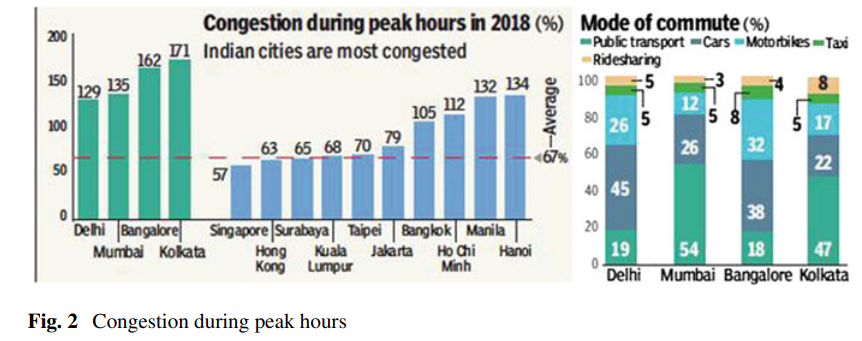 Congestion during peak hours in 2018 (%)
Indian cities are most congested
200
150
100
50
0
129 135 162 171
57 63 65 68 70 79 105 112 132 134
Average
67%
Delhi Bangalore
Mumbai Kolkata
Singapore Surabaya Taipei Bangkok Manila
Hong Kong Kuala Lumpur Jakarta Ho Chi Minh Hanoi
Mode of commute (%)
Public transport Cars Motorbikes Taxi
Ridesharing
100
80
60
40
20
0
5 3 4 8
5 5 8 5
26 12 32 17
45 26 38 22
19 54 18 47
Delhi Mumbai Bangalore Kolkata
Fig. 2 Congestion during peak hours